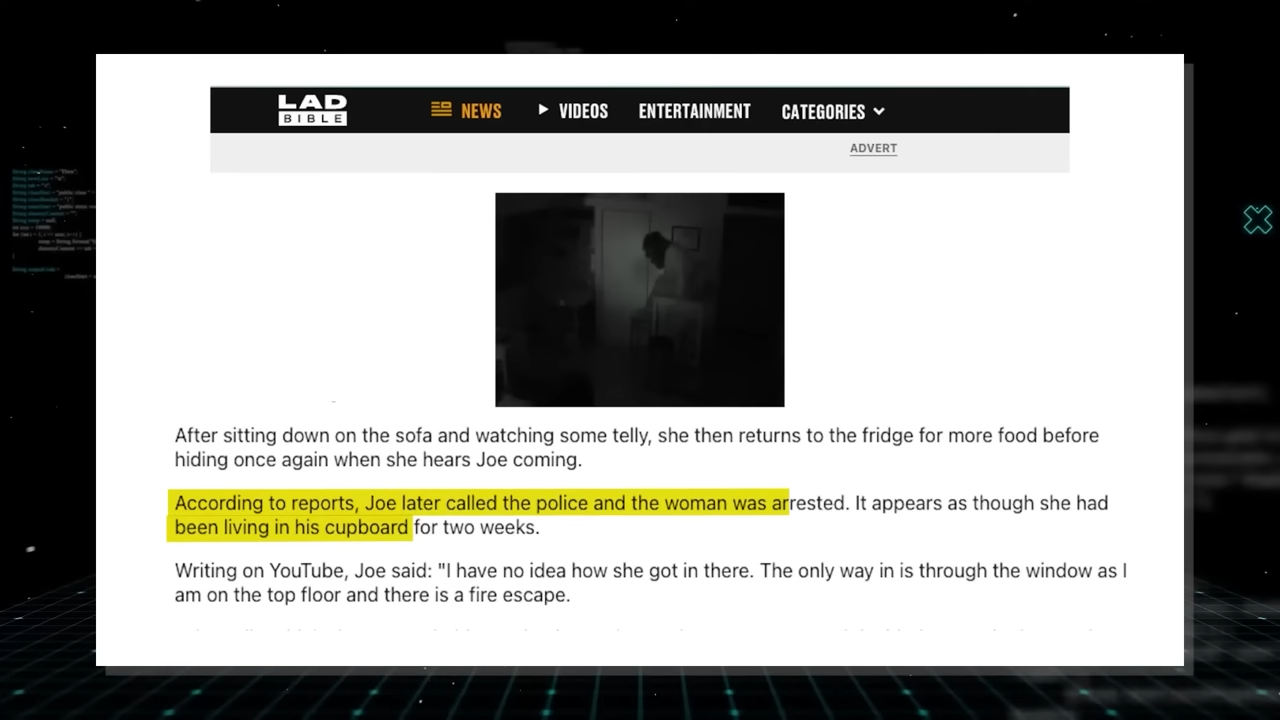 LAD
BIBLE
NEWS
VIDEOS
ENTERTAINMENT
CATEGORIES
ADVERT
After sitting down on the sofa and watching some telly, she then returns to the fridge for more food before
hiding once again when she hears Joe coming.
According to reports, Joe later called the police and the woman was arrested. It appears as though she had
been living in his cupboard for two weeks.
Writing on YouTube, Joe said: "I have no idea how she got in there. The only way in is through the window as I
am on the top floor and there is a fire escape.